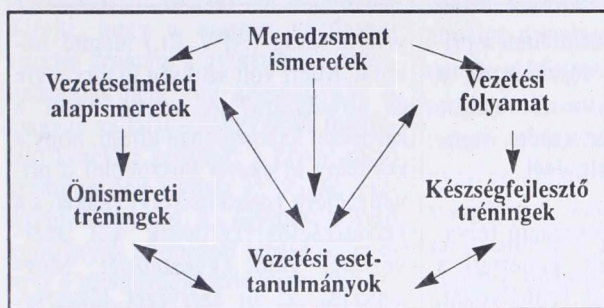 Menedzsment
ismeretek
Vezetéselméleti
alapismeretek
Vezetési
folyamat
Önismereti
tréningek
Készségfejlesztő
tréningek
Vezetési eset-
tanulmányok